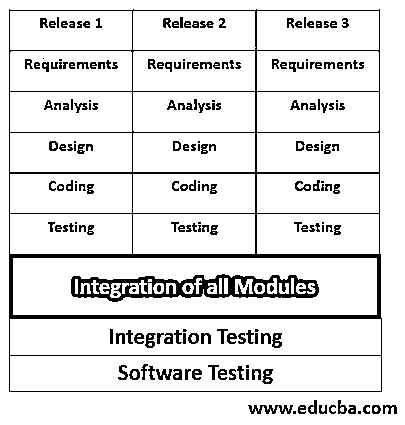 Release 1 Release 2 Release 3
Requirements Requirements Requirements
Analysis Analysis Analysis
Design Design Design
Coding Coding Coding
Testing Testing Testing
Integration of all Modules
Integration Testing
Software Testing
www.educba.com